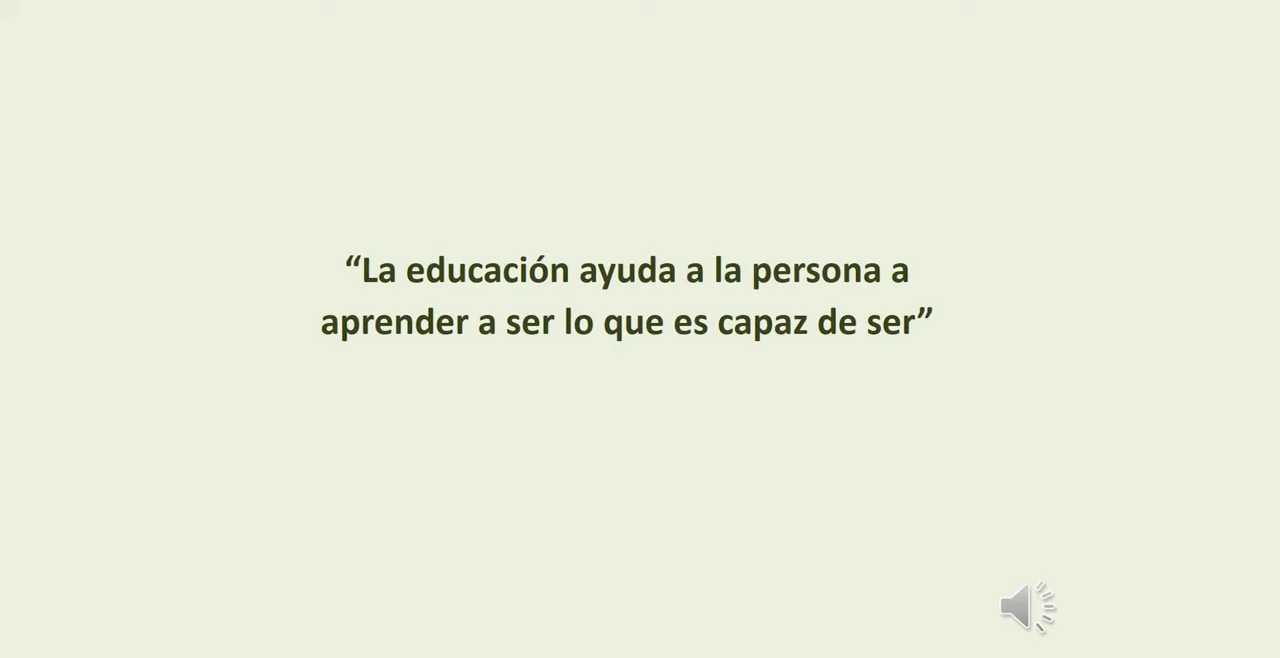 “La educación ayuda a la persona a
aprender a ser lo que es capaz de ser”